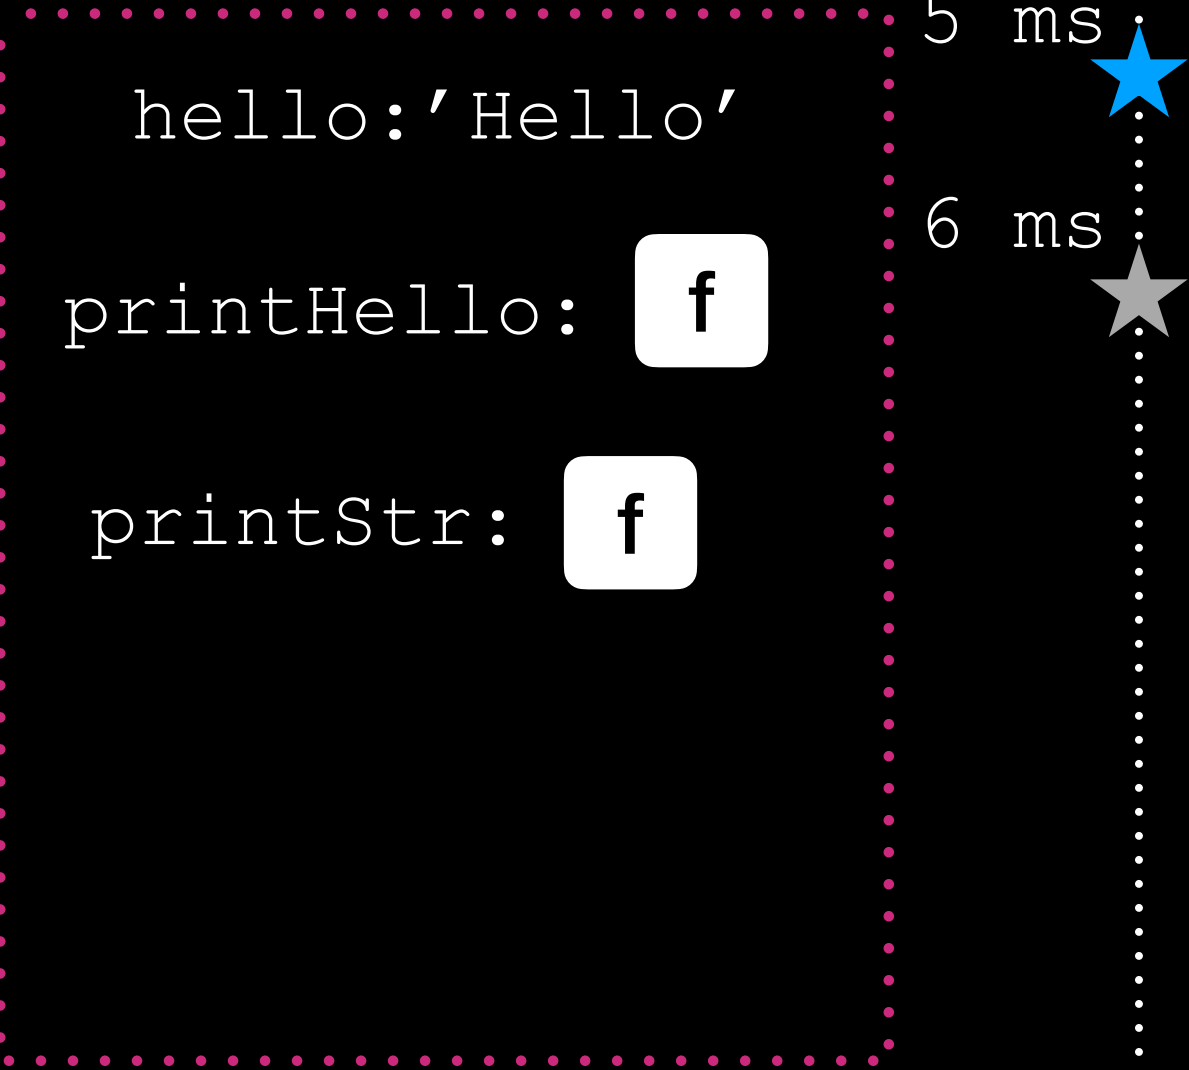 hello:’Hello’
printHello: f
printStr: f
5 ms
6 ms